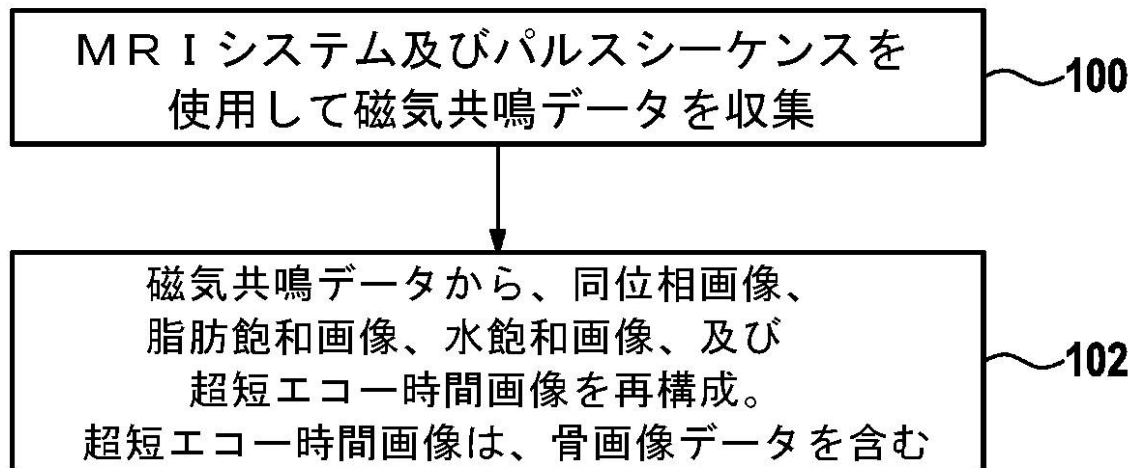 ＭＲＩシステム及びパルスシーケンスを
使用して磁気共鳴データを収集
100
磁気共鳴データから、同位相画像、
脂肪飽和画像、水飽和画像、及び
超短エコー時間画像を再構成。
超短エコー時間画像は、骨画像データを含む
102